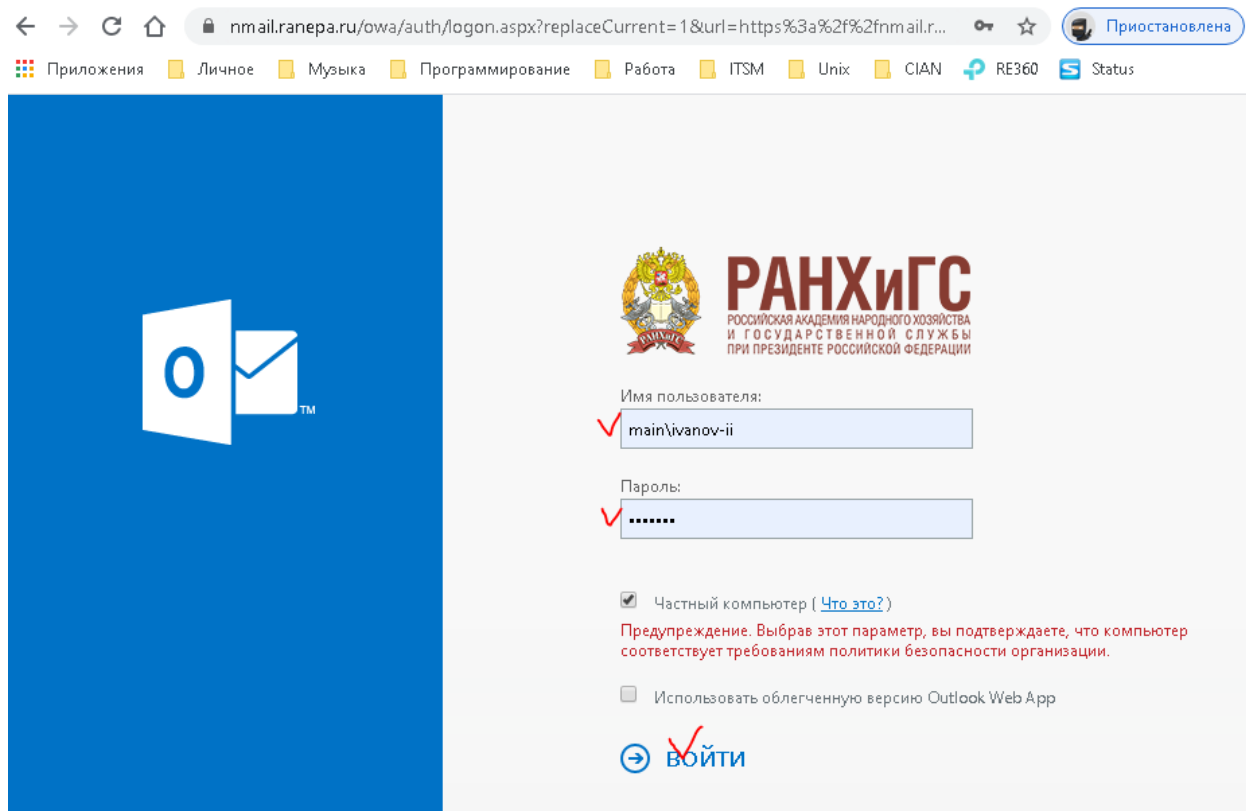 nmail.ranepa.ru/owa/auth/logon.aspx?replaceCurrent=1&url=https%3a%2f%2fnmail.r...
Приостановлена
Приложения Личное Музыка Программирование Работа ITSM Unix CIAN RE360 Status
РАНХиГС
РОССИЙСКАЯ АКАДЕМИЯ НАРОДНОГО ХОЗЯЙСТВА
И ГОСУДАРСТВЕННОЙ СЛУЖБЫ
ПРИ ПРЕЗИДЕНТЕ РОССИЙСКОЙ ФЕДЕРАЦИИ
РАНХиГС
O
TM
Имя пользователя:
main\ivanov-ii
Пароль:
•••••••
Частный компьютер ( Что это? )
Предупреждение. Выбрав этот параметр, вы подтверждаете, что компьютер
соответствует требованиям политики безопасности организации.
Использовать облегченную версию Outlook Web App
войти